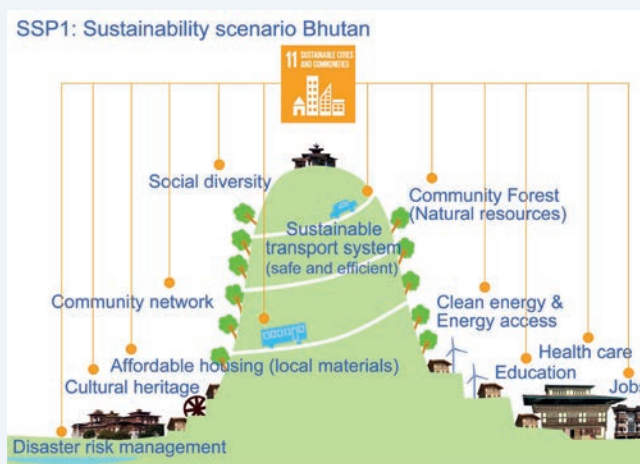 SSP1: Sustainability scenario Bhutan
11 SUSTAINABLE CITIES
AND COMMUNITIES
Social diversity
Community Forest
(Natural resources)
Sustainable
transport system
(safe and efficient)
Community network
Clean energy &
Energy access
Affordable housing (local materials)
Health care
Cultural heritage
Education
Jobs
Disaster risk management